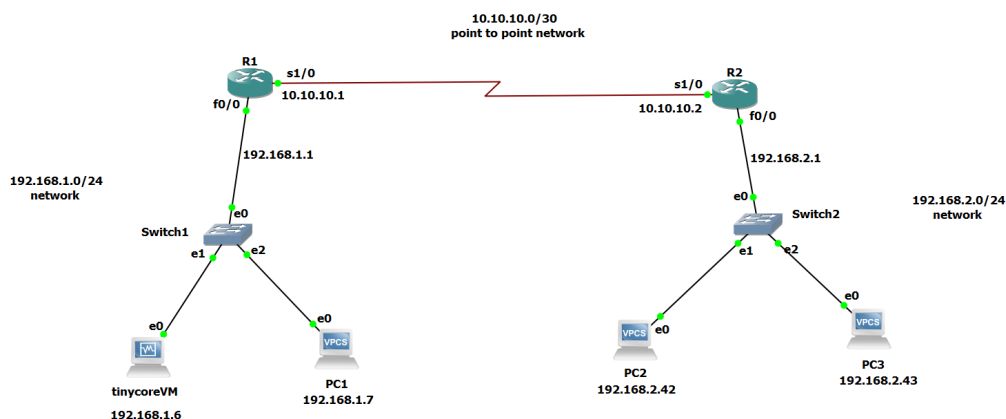 10.10.10.0/30
point to point network
R1
s1/0
10.10.10.1
f0/0
R2
s1/0
10.10.10.2
f0/0
192.168.1.1
192.168.2.1
192.168.1.0/24
network
192.168.2.0/24
network
e0
Switch1
e1
e2
e0
Switch2
e1
e2
e0
tinycoreVM
192.168.1.6
e0
VPCS
PC1
192.168.1.7
e0
VPCS
PC2
192.168.2.42
e0
VPCS
PC3
192.168.2.43